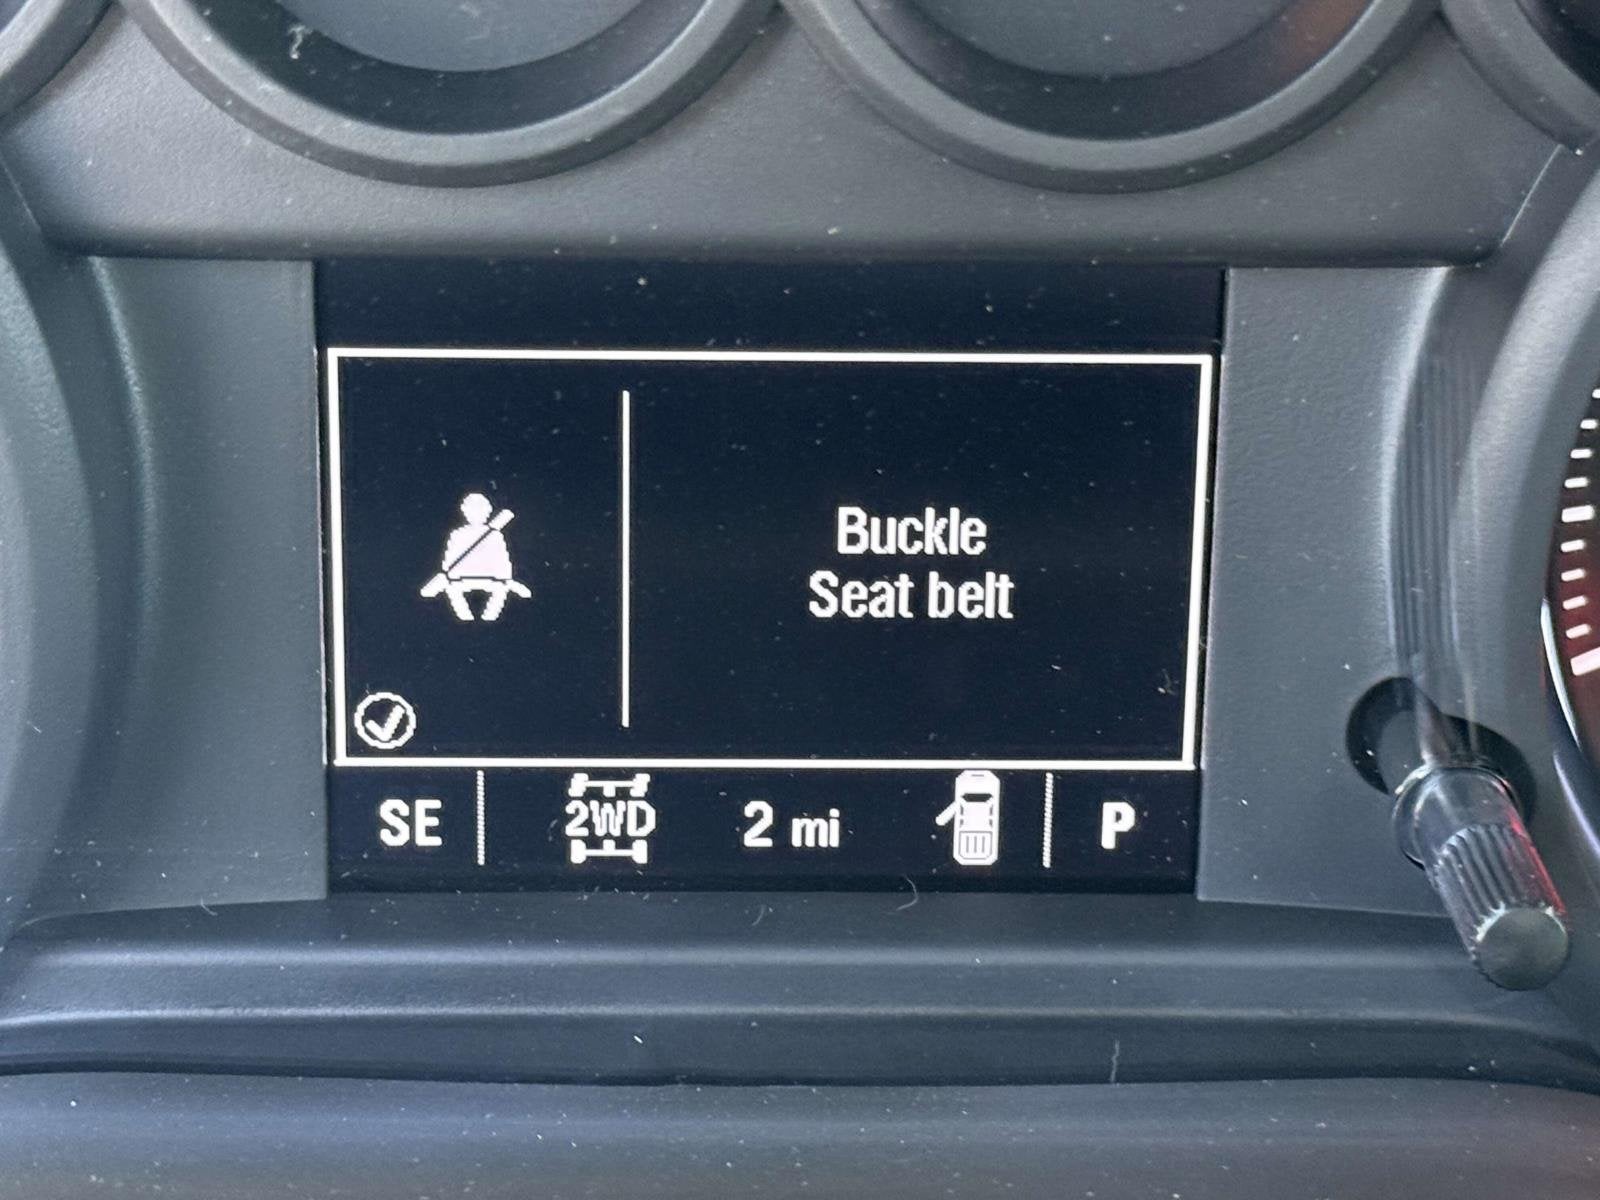 Buckle
Seat belt
SE 2WD 2 mi P